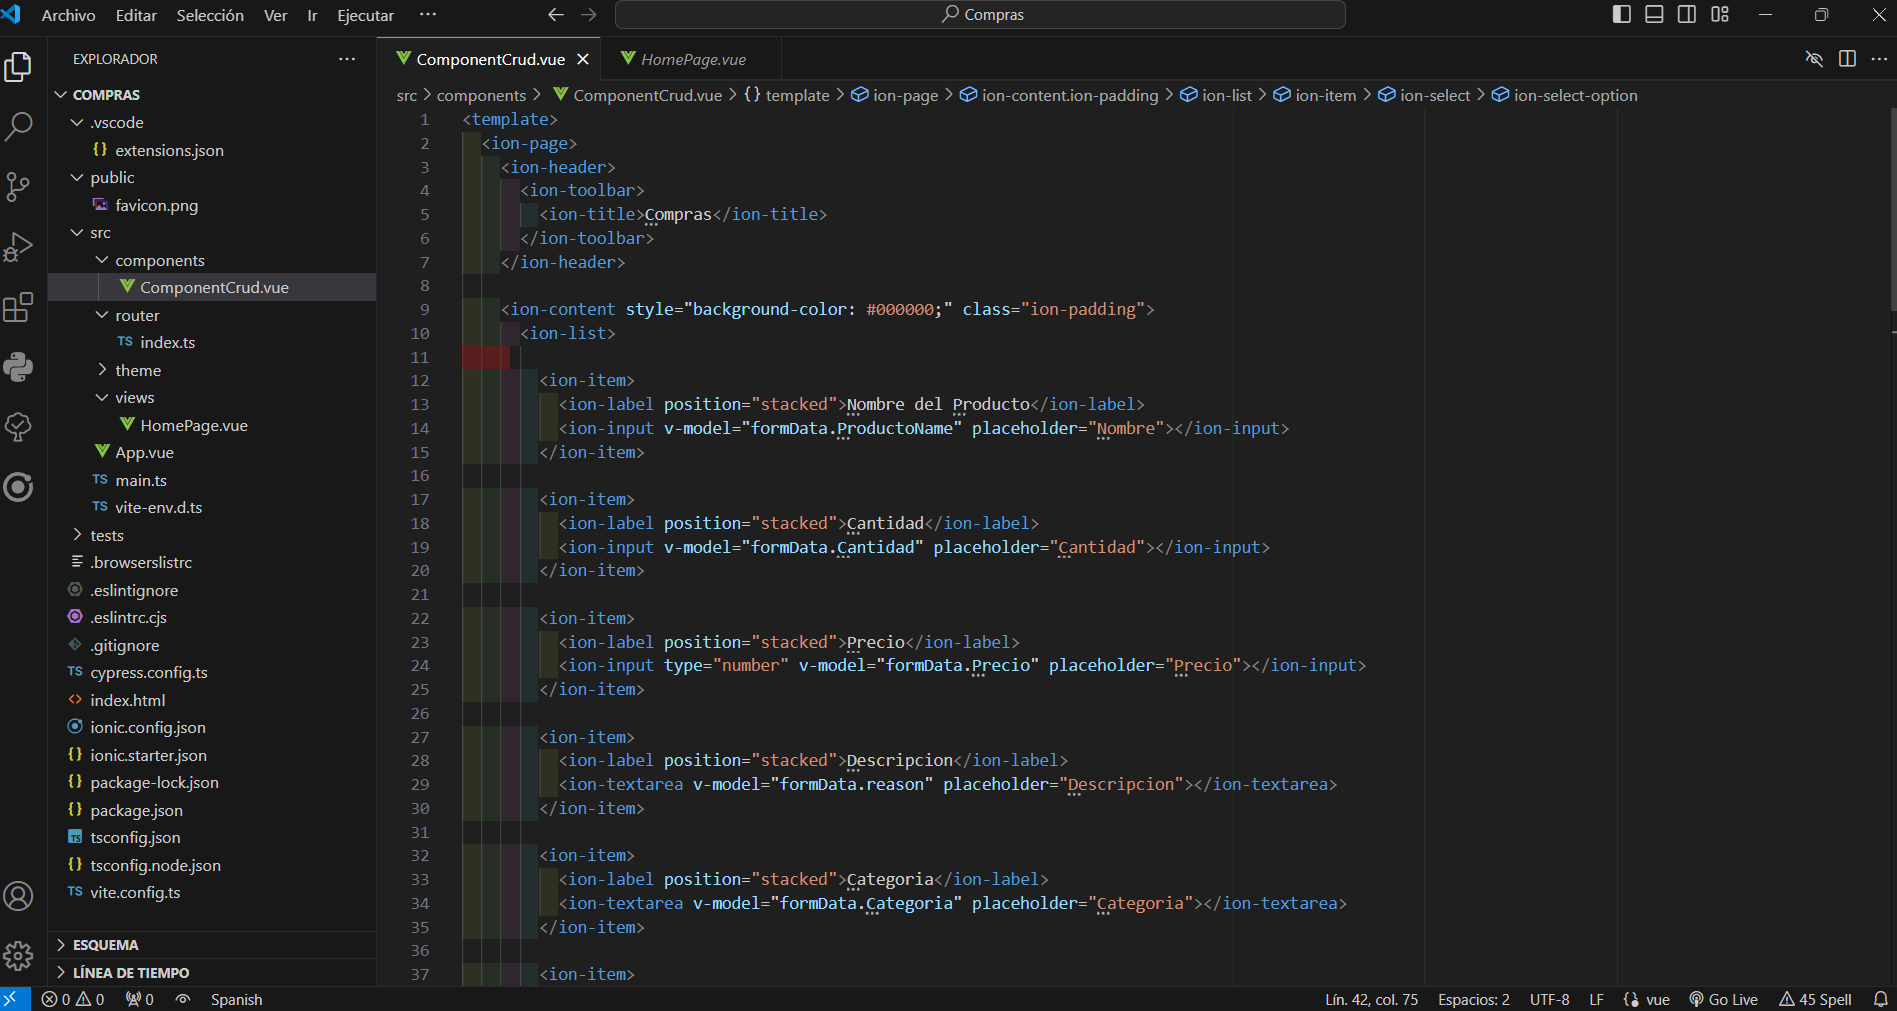 Archivo Editar Selección Ver Ir Ejecutar ···
Compras
EXPLORADOR ···
COMPRAS
.vscode
{} extensions.json
public
favicon.png
src
components
ComponentCrud.vue
router
TS index.ts
theme
views
HomePage.vue
App.vue
TS main.ts
TS vite-env.d.ts
tests
.browserslistrc
.eslintignore
.eslintrc.cjs
.gitignore
TS cypress.config.ts
<> index.html
ionic.config.json
{} ionic.starter.json
{} package-lock.json
{} package.json
TS tsconfig.json
{} tsconfig.node.json
TS vite.config.ts
ESQUEMA
LÍNEA DE TIEMPO
ComponentCrud.vue HomePage.vue ···
src > components > ComponentCrud.vue > {} template > ion-page > ion-content.ion-padding > ion-list > ion-item > ion-select > ion-select-option
1 <template>
2 <ion-page>
3 <ion-header>
4 <ion-toolbar>
5 <ion-title>Compras</ion-title>
6 </ion-toolbar>
7 </ion-header>
8
9 <ion-content style="background-color: #000000;" class="ion-padding">
10 <ion-list>
11
12 <ion-item>
13 <ion-label position="stacked">Nombre del Producto</ion-label>
14 <ion-input v-model="formData.ProductoName" placeholder="Nombre"></ion-input>
15 </ion-item>
16
17 <ion-item>
18 <ion-label position="stacked">Cantidad</ion-label>
19 <ion-input v-model="formData.Cantidad" placeholder="Cantidad"></ion-input>
20 </ion-item>
21
22 <ion-item>
23 <ion-label position="stacked">Precio</ion-label>
24 <ion-input type="number" v-model="formData.Precio" placeholder="Precio"></ion-input>
25 </ion-item>
26
27 <ion-item>
28 <ion-label position="stacked">Descripcion</ion-label>
29 <ion-textarea v-model="formData.reason" placeholder="Descripcion"></ion-textarea>
30 </ion-item>
31
32 <ion-item>
33 <ion-label position="stacked">Categoria</ion-label>
34 <ion-textarea v-model="formData.Categoria" placeholder="Categoria"></ion-textarea>
35 </ion-item>
36
37 <ion-item>
0 0 0 Spanish Lín. 42, col. 75 Espacios: 2 UTF-8 LF vue Go Live 45 Spell